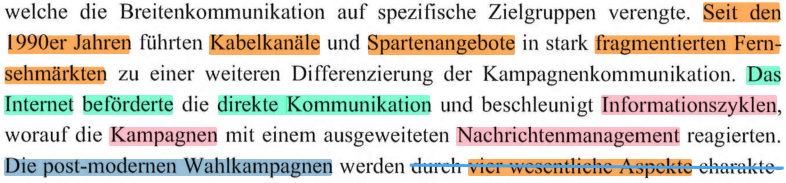 welche die Breitenkommunikation auf spezifische Zielgruppen verengte. Seit den
1990er Jahren führten Kabelkanäle und Spartenangebote in stark fragmentierten Fern-
sehmärkten zu einer weiteren Differenzierung der Kampagnenkommunikation. Das
Internet beförderte die direkte Kommunikation und beschleunigt Informationszyklen,
worauf die Kampagnen mit einem ausgeweiteten Nachrichtenmanagement reagierten.
Die post-modernen Wahlkampagnen werden durch vier wesentliche Aspekte charakte-